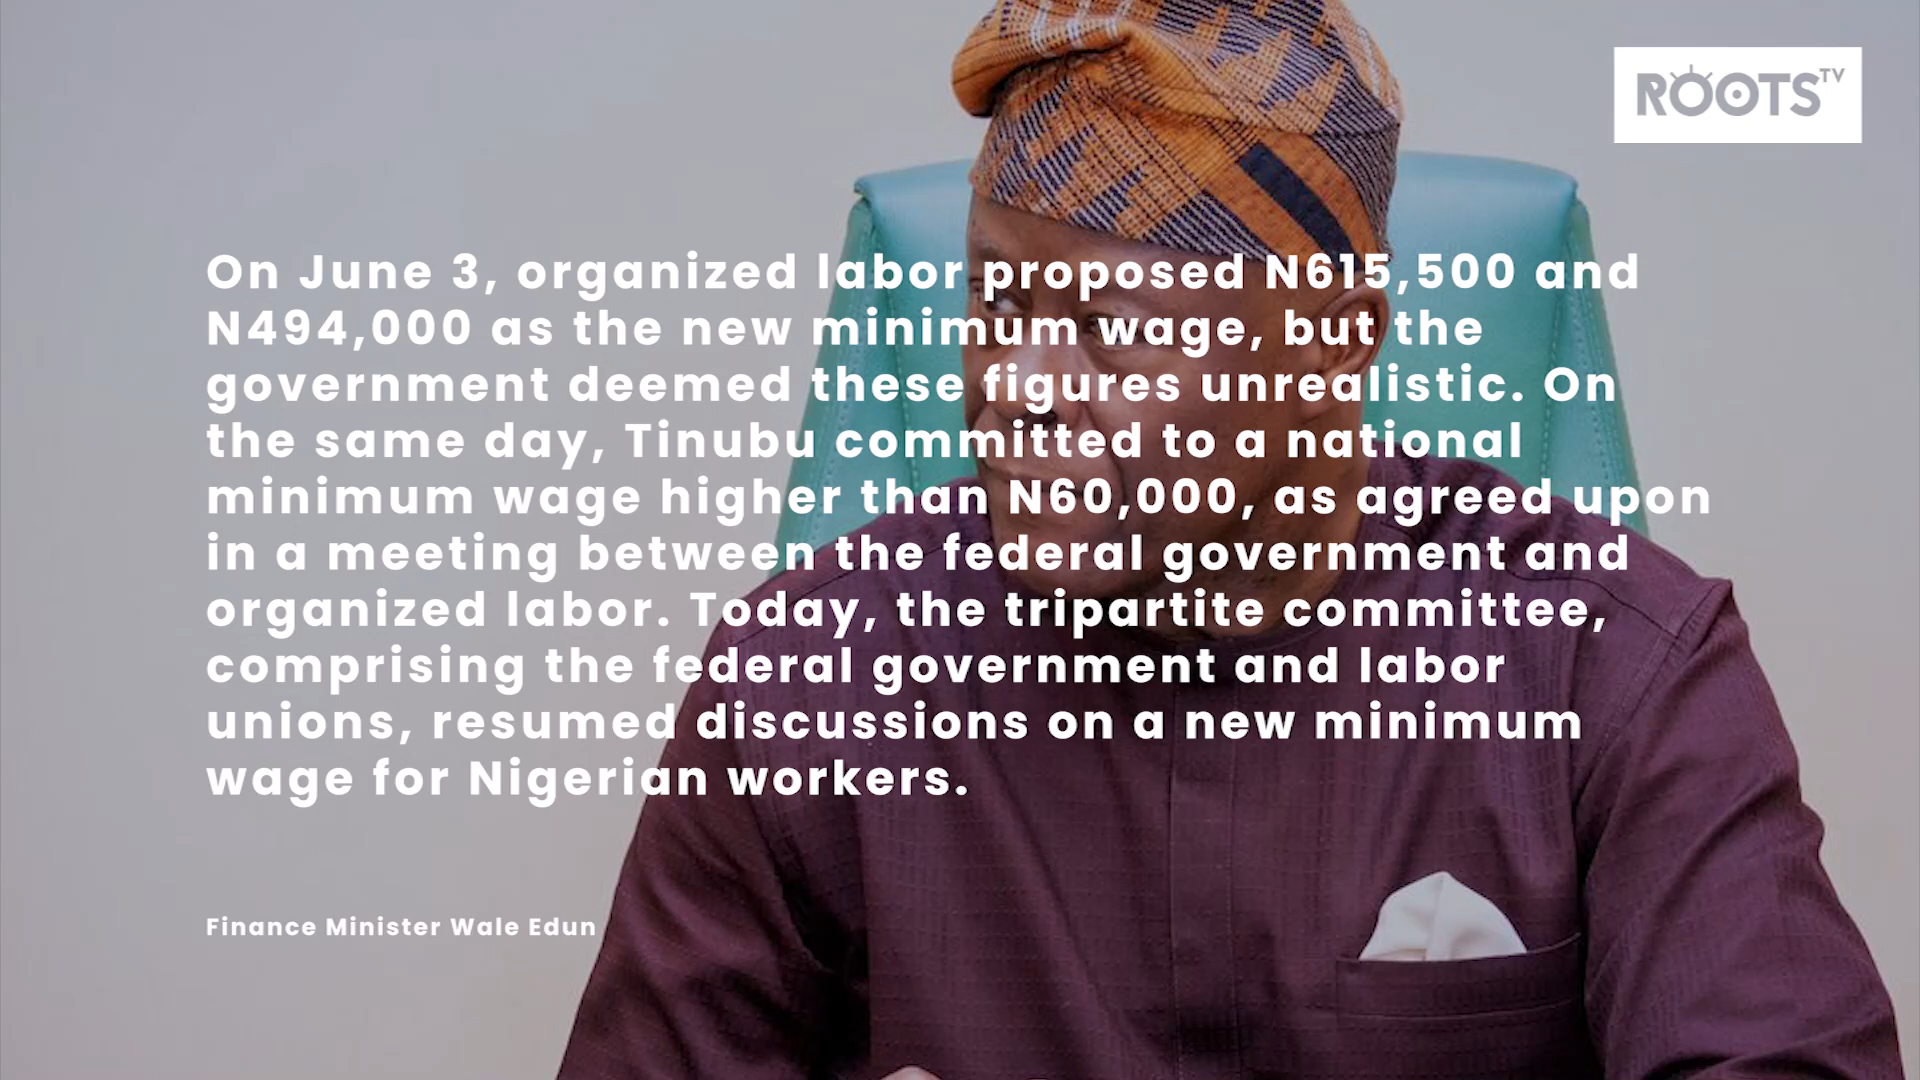 ROOTS TV
On June 3, organized labor proposed N615,500 and
N494,000 as the new minimum wage, but the
government deemed these figures unrealistic. On
the same day, Tinubu committed to a national
minimum wage higher than N60,000, as agreed upon
in a meeting between the federal government and
organized labor. Today, the tripartite committee,
comprising the federal government and labor
unions, resumed discussions on a new minimum
wage for Nigerian workers.
Finance Minister Wale Edun